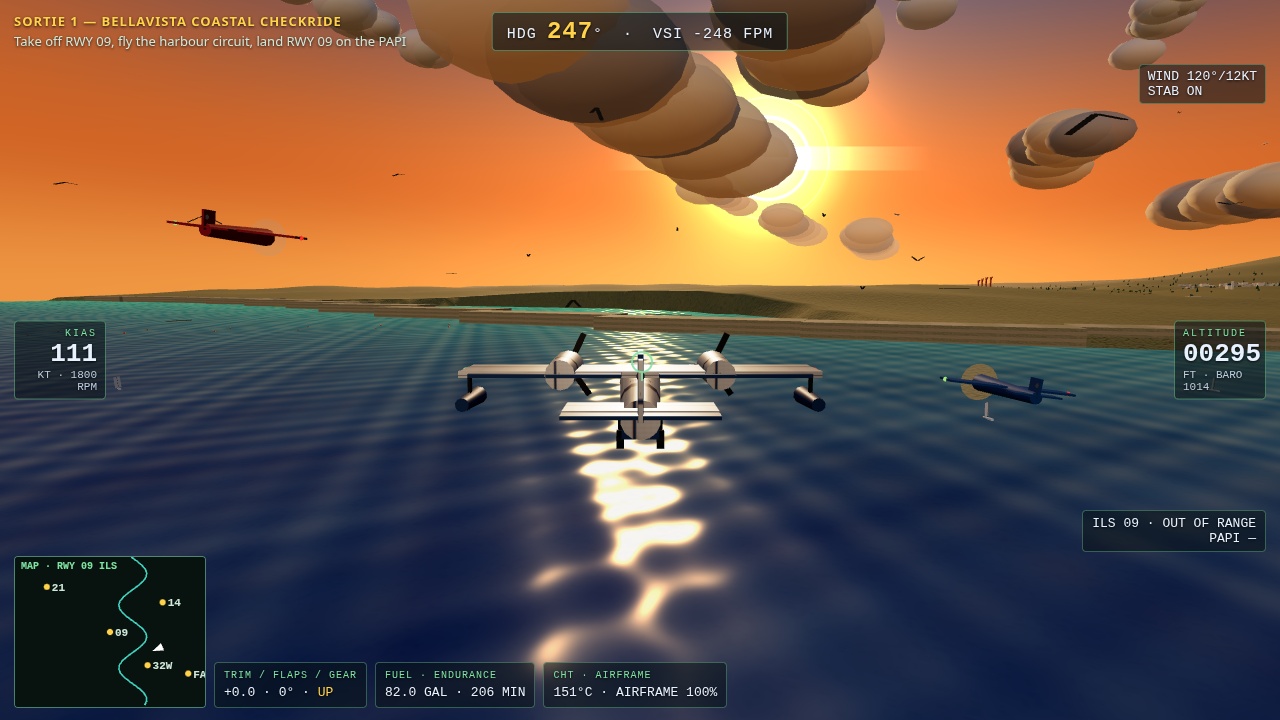 SORTIE 1 — BELLAVISTA COASTAL CHECKRIDE
Take off RWY 09, fly the harbour circuit, land RWY 09 on the PAPI
HDG 247° · VSI -248 FPM
WIND 120°/12KT
STAB ON
KIAS
111
KT · 1800
RPM
ALTITUDE
00295
FT · BARO
1014
ILS 09 · OUT OF RANGE
PAPI —
MAP · RWY 09 ILS
21
14
09
32W
FA
TRIM / FLAPS / GEAR
+0.0 · 0° · UP
FUEL · ENDURANCE
82.0 GAL · 206 MIN
CHT · AIRFRAME
151°C · AIRFRAME 100%